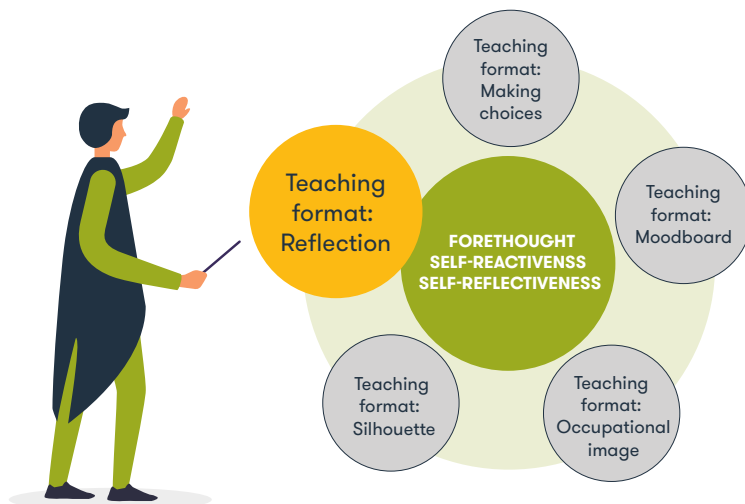 Teaching
format:
Making
choices
Teaching
format:
Reflection
Teaching
format:
Moodboard
FORETHOUGHT
SELF-REACTIVENSS
SELF-REFLECTIVENESS
Teaching
format:
Silhouette
Teaching
format:
Occupational
image